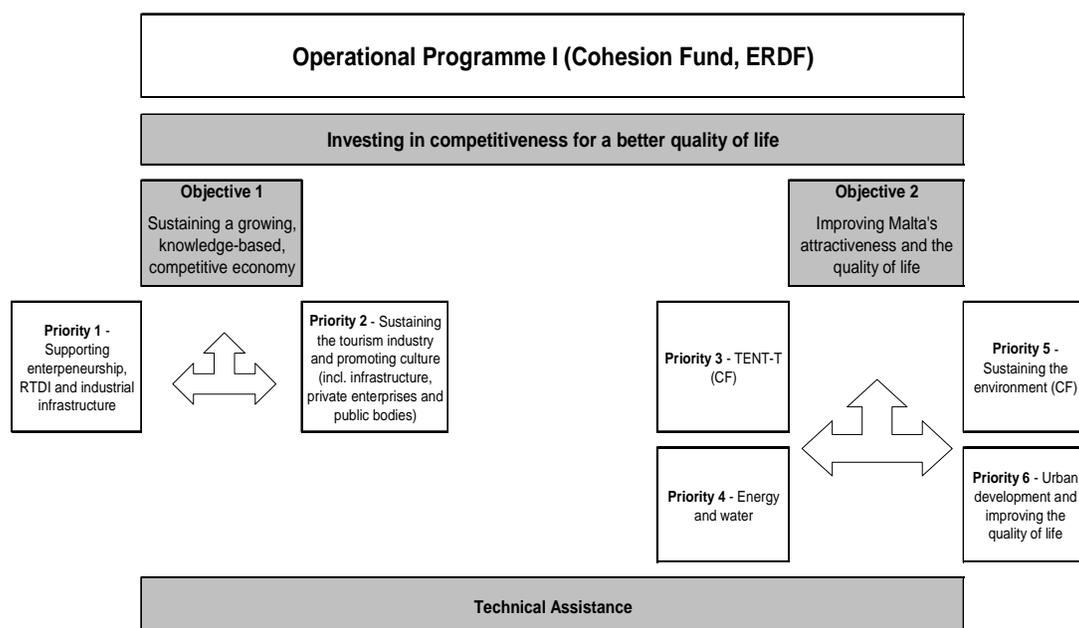 Operational Programme I (Cohesion Fund, ERDF)
Investing in competitiveness for a better quality of life
Objective 1
Sustaining a growing,
knowledge-based,
competitive economy
Objective 2
Improving Malta's
attractiveness and the
quality of life
Priority 1 -
Supporting
enterpeneurship,
RTDI and industrial
infrastructure
Priority 2 - Sustaining
the tourism industry
and promoting culture
(incl. infrastructure,
private enterprises and
public bodies)
Priority 3 - TENT-T
(CF)
Priority 5 -
Sustaining the
environment (CF)
Priority 4 - Energy
and water
Priority 6 - Urban
development and
improving the
quality of life
Technical Assistance